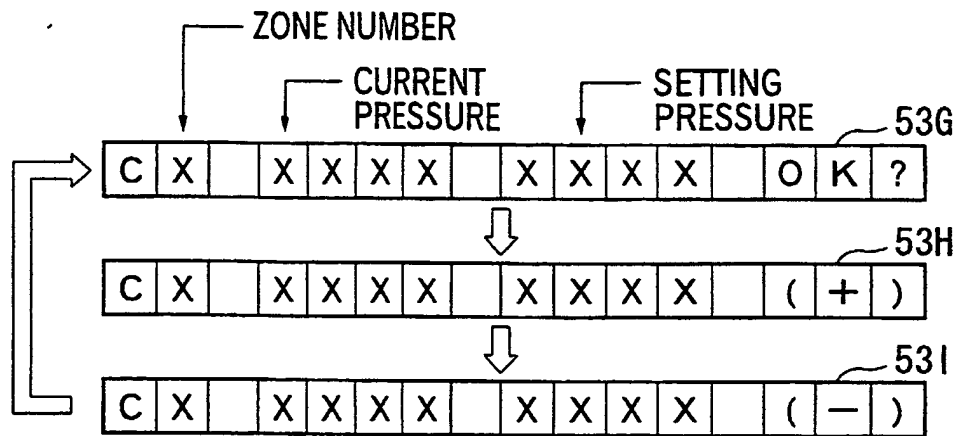 ZONE NUMBER
CURRENT PRESSURE
SETTING PRESSURE
53G
C X X X X X X X X X O K ?
53H
C X X X X X X X X X ( + )
53I
C X X X X X X X X X ( − )